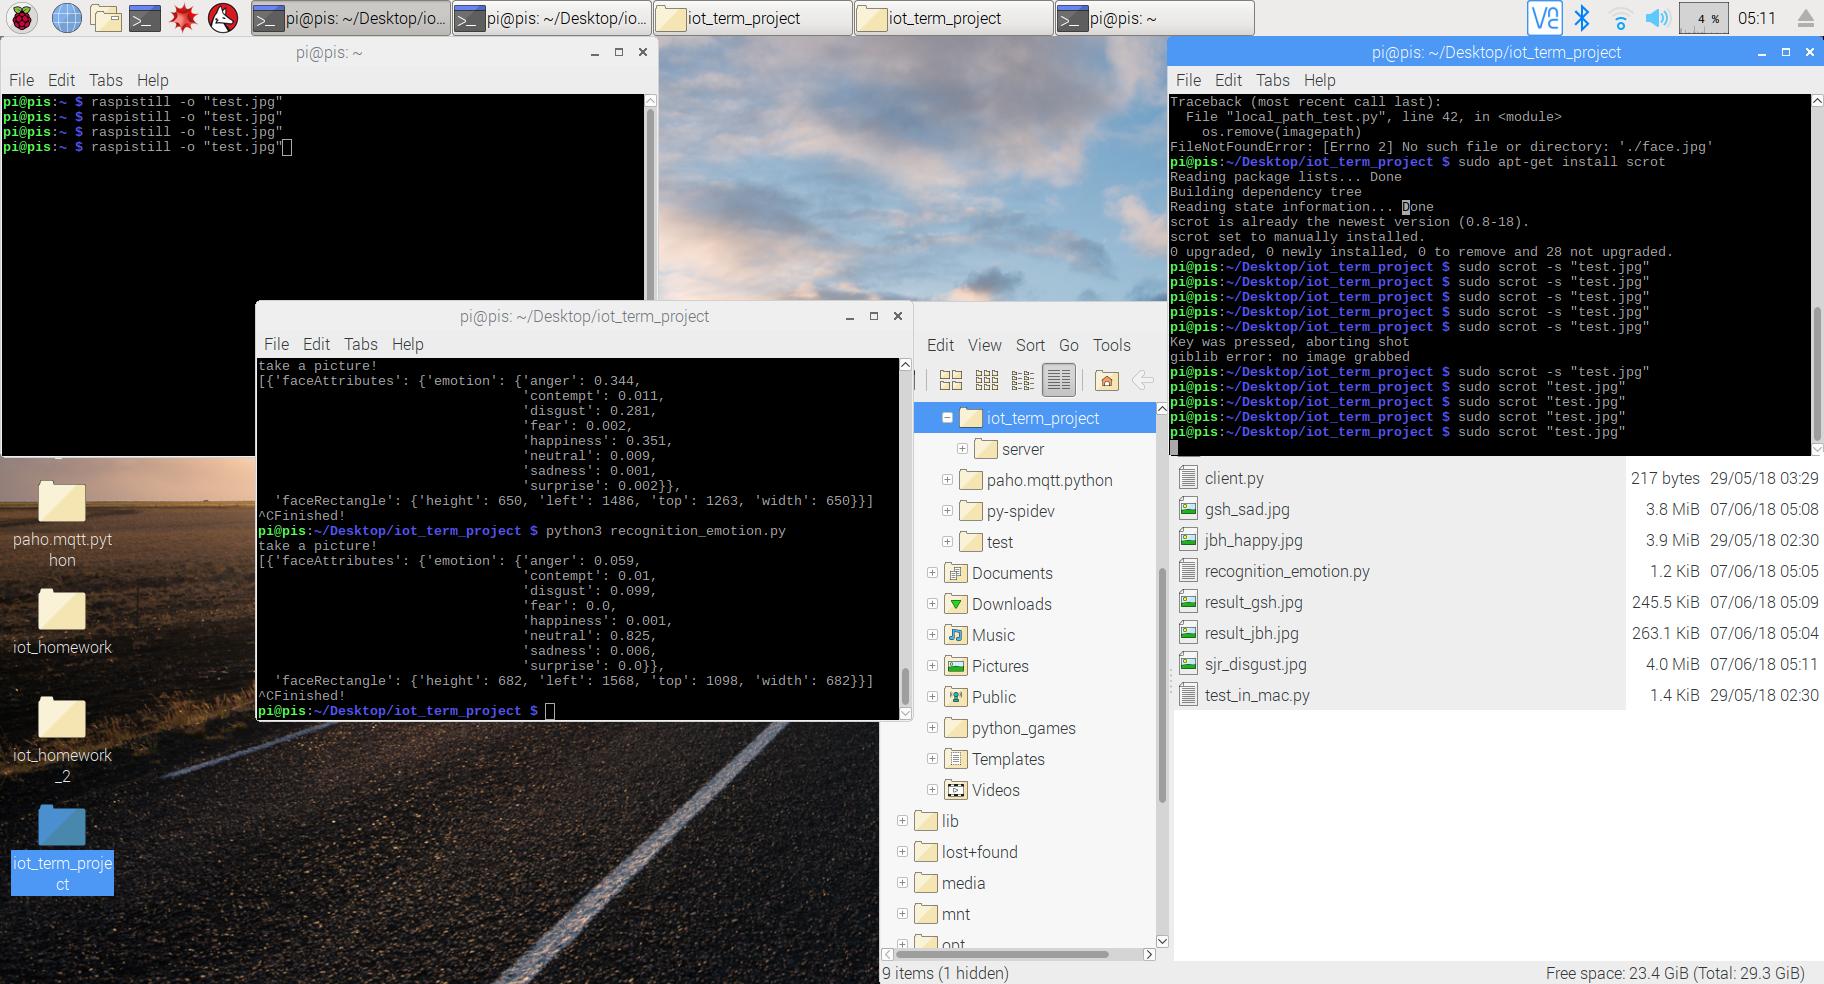 pi@pis: ~/Desktop/io...
pi@pis: ~/Desktop/io...
iot_term_project
iot_term_project
pi@pis: ~
4 %
05:11
pi@pis: ~
File Edit Tabs Help
pi@pis:~ $ raspistill -o "test.jpg"
pi@pis:~ $ raspistill -o "test.jpg"
pi@pis:~ $ raspistill -o "test.jpg"
pi@pis:~ $ raspistill -o "test.jpg"
pi@pis: ~/Desktop/iot_term_project
File Edit Tabs Help
Traceback (most recent call last):
File "local_path_test.py", line 42, in <module>
os.remove(imagepath)
FileNotFoundError: [Errno 2] No such file or directory: './face.jpg'
pi@pis:~/Desktop/iot_term_project $ sudo apt-get install scrot
Reading package lists... Done
Building dependency tree
Reading state information... Done
scrot is already the newest version (0.8-18).
scrot set to manually installed.
0 upgraded, 0 newly installed, 0 to remove and 28 not upgraded.
pi@pis:~/Desktop/iot_term_project $ sudo scrot -s "test.jpg"
pi@pis:~/Desktop/iot_term_project $ sudo scrot -s "test.jpg"
pi@pis:~/Desktop/iot_term_project $ sudo scrot -s "test.jpg"
pi@pis:~/Desktop/iot_term_project $ sudo scrot -s "test.jpg"
pi@pis:~/Desktop/iot_term_project $ sudo scrot -s "test.jpg"
Key was pressed, aborting shot
giblib error: no image grabbed
pi@pis:~/Desktop/iot_term_project $ sudo scrot -s "test.jpg"
pi@pis:~/Desktop/iot_term_project $ sudo scrot "test.jpg"
pi@pis:~/Desktop/iot_term_project $ sudo scrot "test.jpg"
pi@pis:~/Desktop/iot_term_project $ sudo scrot "test.jpg"
pi@pis:~/Desktop/iot_term_project $ sudo scrot "test.jpg"
pi@pis: ~/Desktop/iot_term_project
File Edit Tabs Help
take a picture!
[{'faceAttributes': {'emotion': {'anger': 0.344,
'contempt': 0.011,
'disgust': 0.281,
'fear': 0.002,
'happiness': 0.351,
'neutral': 0.009,
'sadness': 0.001,
'surprise': 0.002}},
'faceRectangle': {'height': 650, 'left': 1486, 'top': 1263, 'width': 650}}]
^CFinished!
pi@pis:~/Desktop/iot_term_project $ python3 recognition_emotion.py
take a picture!
[{'faceAttributes': {'emotion': {'anger': 0.059,
'contempt': 0.01,
'disgust': 0.099,
'fear': 0.0,
'happiness': 0.001,
'neutral': 0.825,
'sadness': 0.006,
'surprise': 0.0}},
'faceRectangle': {'height': 682, 'left': 1568, 'top': 1098, 'width': 682}}]
^CFinished!
pi@pis:~/Desktop/iot_term_project $
Edit View Sort Go Tools
iot_term_project
server
paho.mqtt.python
py-spidev
test
Documents
Downloads
Music
Pictures
Public
python_games
Templates
Videos
lib
lost+found
media
mnt
opt
client.py 217 bytes 29/05/18 03:29
gsh_sad.jpg 3.8 MiB 07/06/18 05:08
jbh_happy.jpg 3.9 MiB 29/05/18 02:30
recognition_emotion.py 1.2 KiB 07/06/18 05:05
result_gsh.jpg 245.5 KiB 07/06/18 05:09
result_jbh.jpg 263.1 KiB 07/06/18 05:04
sjr_disgust.jpg 4.0 MiB 07/06/18 05:11
test_in_mac.py 1.4 KiB 29/05/18 02:30
9 items (1 hidden)
Free space: 23.4 GiB (Total: 29.3 GiB)
paho.mqtt.pyt
hon
iot_homework
iot_homework
_2
iot_term_proje
ct